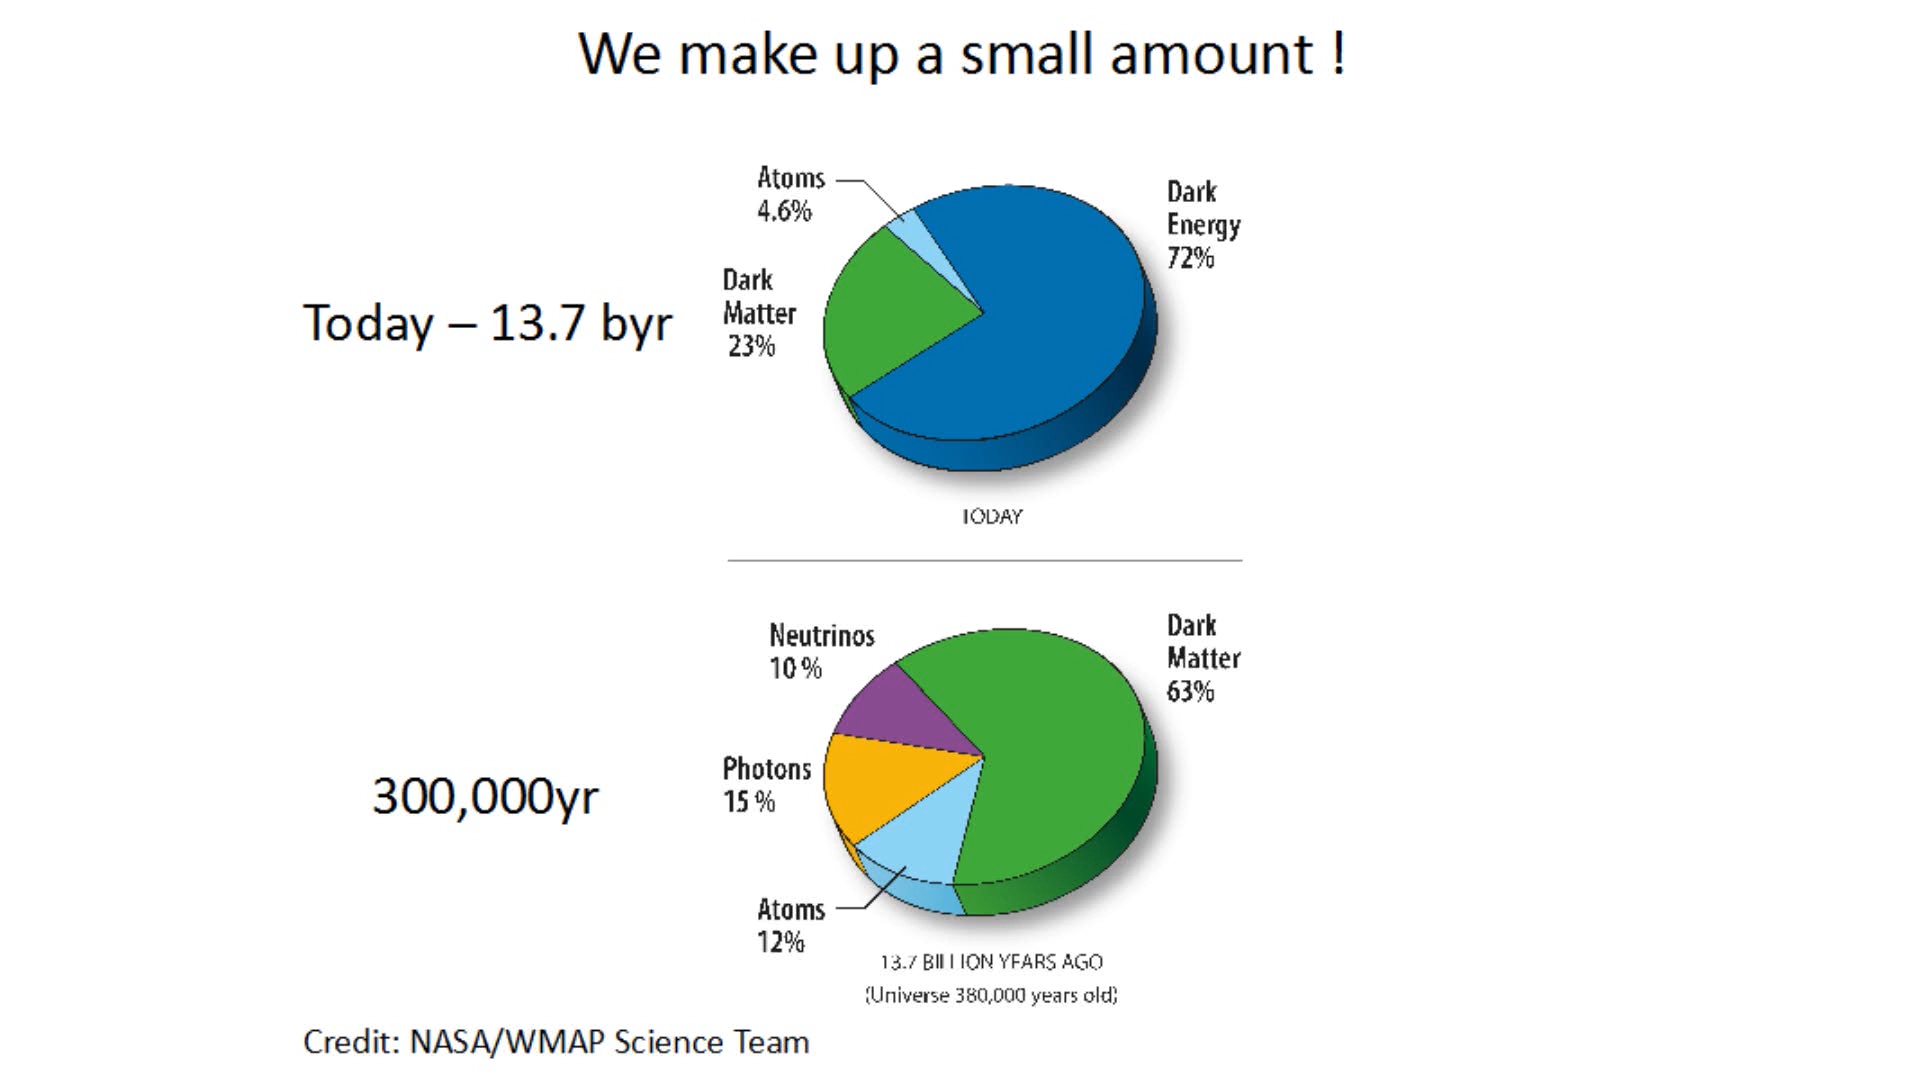 We make up a small amount !
Atoms
4.6%
Dark
Energy
72%
Dark
Matter
23%
Today – 13.7 byr
TODAY
Neutrinos
10 %
Dark
Matter
63%
Photons
15 %
300,000yr
Atoms
12%
13.7 BILLION YEARS AGO
(Universe 380,000 years old)
Credit: NASA/WMAP Science Team